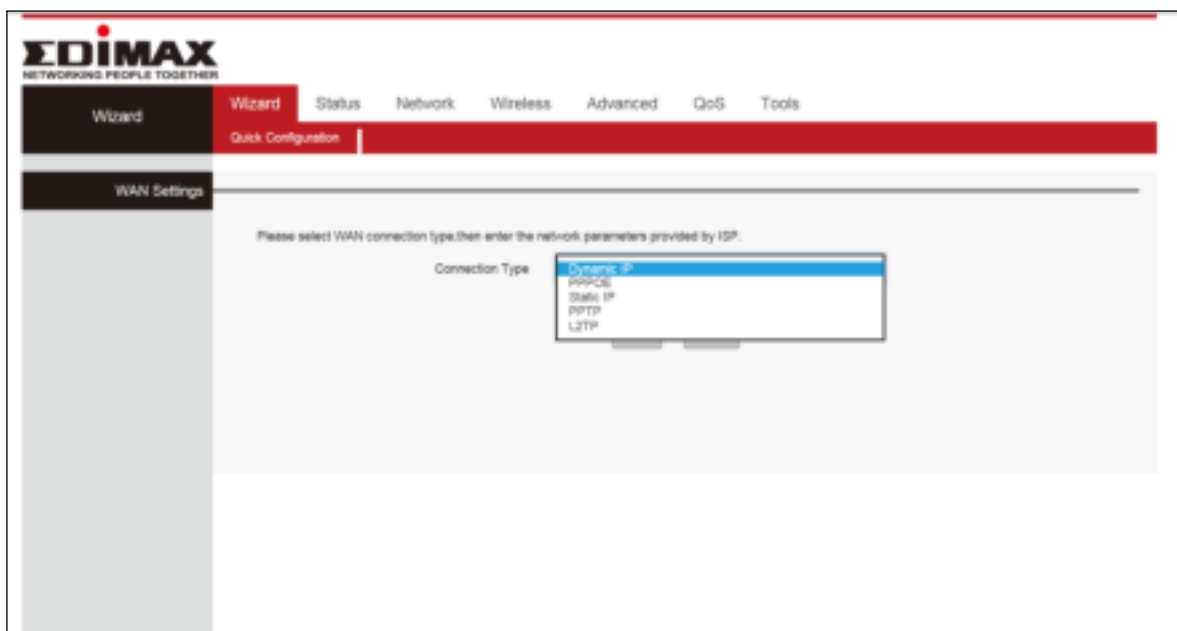 EDIMAX
NETWORKING PEOPLE TOGETHER
Wizard
Wizard Status Network Wireless Advanced QoS Tools
Quick Configuration
WAN Settings
Please select WAN connection type,then enter the network parameters provided by ISP.
Connection Type
Dynamic IP
PPPOE
Static IP
PPTP
L2TP